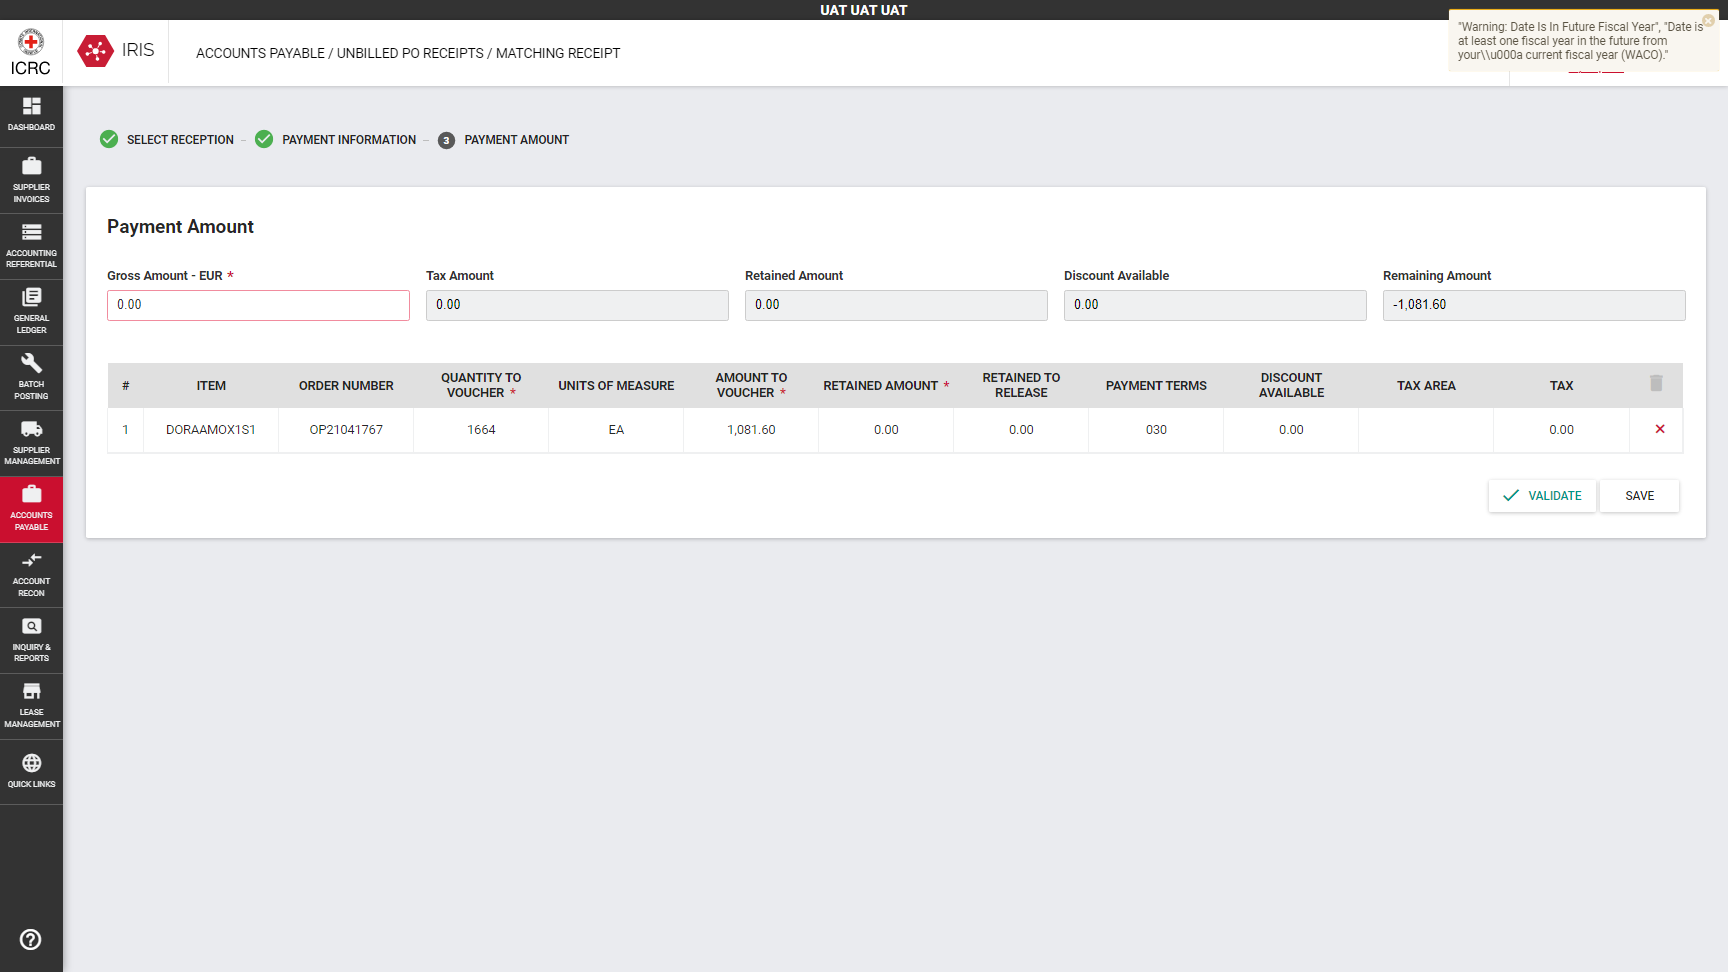 UAT UAT UAT
ICRC
IRIS
ACCOUNTS PAYABLE / UNBILLED PO RECEIPTS / MATCHING RECEIPT
"Warning: Date Is In Future Fiscal Year", "Date is
at least one fiscal year in the future from
your\\u000a current fiscal year (WACO)."
DASHBOARD
SUPPLIER
INVOICES
ACCOUNTING
REFERENTIAL
GENERAL
LEDGER
BATCH
POSTING
SUPPLIER
MANAGEMENT
ACCOUNTS
PAYABLE
ACCOUNT
RECON
INQUIRY &
REPORTS
LEASE
MANAGEMENT
QUICK LINKS
SELECT RECEPTION – PAYMENT INFORMATION – 3 PAYMENT AMOUNT
Payment Amount
Gross Amount - EUR * Tax Amount Retained Amount Discount Available Remaining Amount
0.00 0.00 0.00 0.00 -1,081.60
# ITEM ORDER NUMBER QUANTITY TO VOUCHER * UNITS OF MEASURE AMOUNT TO VOUCHER * RETAINED AMOUNT * RETAINED TO RELEASE PAYMENT TERMS DISCOUNT AVAILABLE TAX AREA TAX
1 DORAAMOX1S1 OP21041767 1664 EA 1,081.60 0.00 0.00 030 0.00 0.00
VALIDATE SAVE